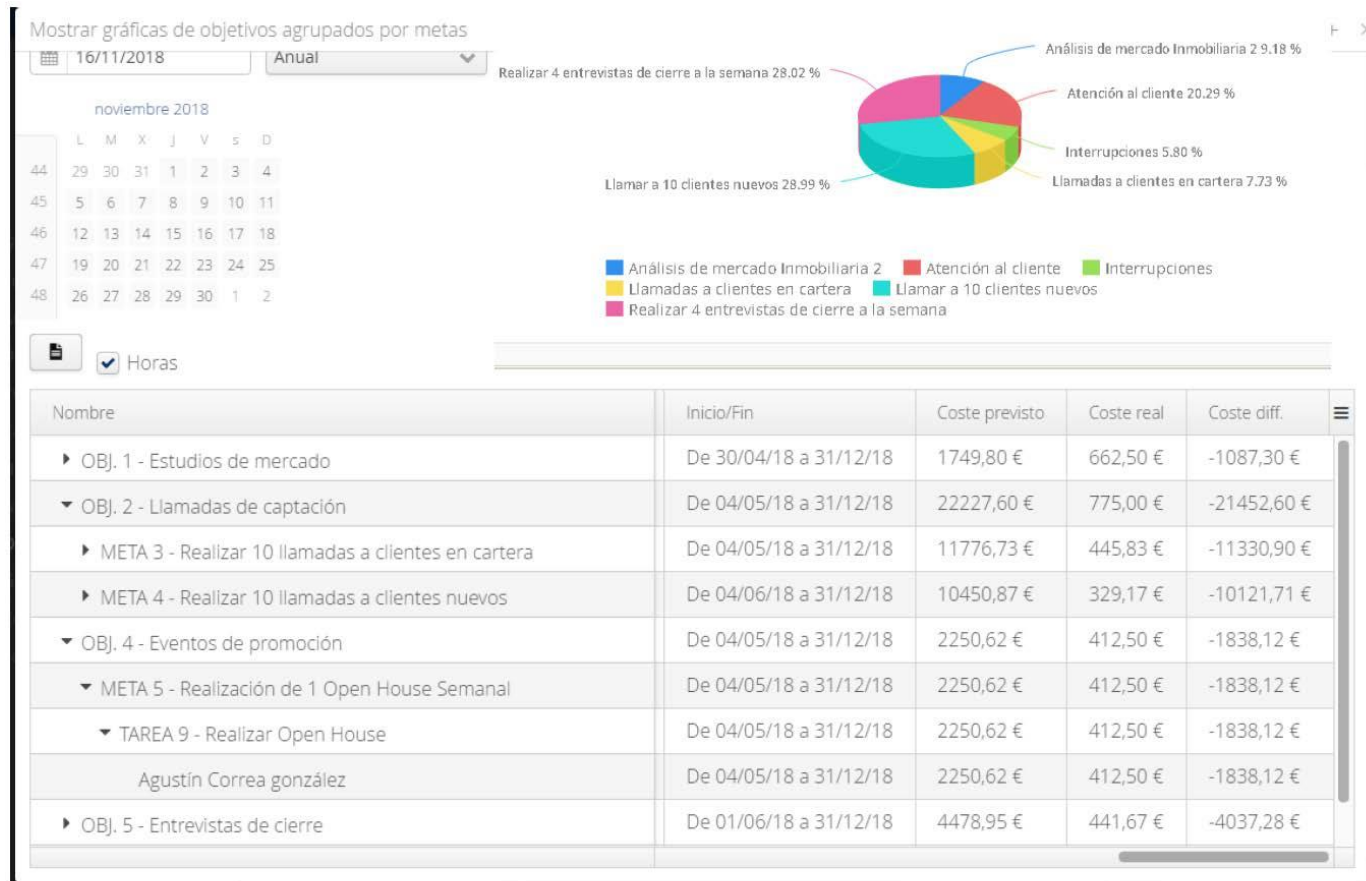 Mostrar gráficas de objetivos agrupados por metas
16/11/2018 Anual
noviembre 2018
L M X J V s D
44 29 30 31 1 2 3 4
45 5 6 7 8 9 10 11
46 12 13 14 15 16 17 18
47 19 20 21 22 23 24 25
48 26 27 28 29 30 1 2
Análisis de mercado Inmobiliaria 2 9.18 %
Realizar 4 entrevistas de cierre a la semana 28.02 %
Atención al cliente 20.29 %
Interrupciones 5.80 %
Llamar a 10 clientes nuevos 28.99 %
Llamadas a clientes en cartera 7.73 %
Análisis de mercado Inmobiliaria 2 Atención al cliente Interrupciones
Llamadas a clientes en cartera Llamar a 10 clientes nuevos
Realizar 4 entrevistas de cierre a la semana
Horas
Nombre Inicio/Fin Coste previsto Coste real Coste diff.
OBJ. 1 - Estudios de mercado De 30/04/18 a 31/12/18 1749,80 € 662,50 € -1087,30 €
OBJ. 2 - Llamadas de captación De 04/05/18 a 31/12/18 22227,60 € 775,00 € -21452,60 €
META 3 - Realizar 10 llamadas a clientes en cartera De 04/05/18 a 31/12/18 11776,73 € 445,83 € -11330,90 €
META 4 - Realizar 10 llamadas a clientes nuevos De 04/06/18 a 31/12/18 10450,87 € 329,17 € -10121,71 €
OBJ. 4 - Eventos de promoción De 04/05/18 a 31/12/18 2250,62 € 412,50 € -1838,12 €
META 5 - Realización de 1 Open House Semanal De 04/05/18 a 31/12/18 2250,62 € 412,50 € -1838,12 €
TAREA 9 - Realizar Open House De 04/05/18 a 31/12/18 2250,62 € 412,50 € -1838,12 €
Agustín Correa gonzález De 04/05/18 a 31/12/18 2250,62 € 412,50 € -1838,12 €
OBJ. 5 - Entrevistas de cierre De 01/06/18 a 31/12/18 4478,95 € 441,67 € -4037,28 €